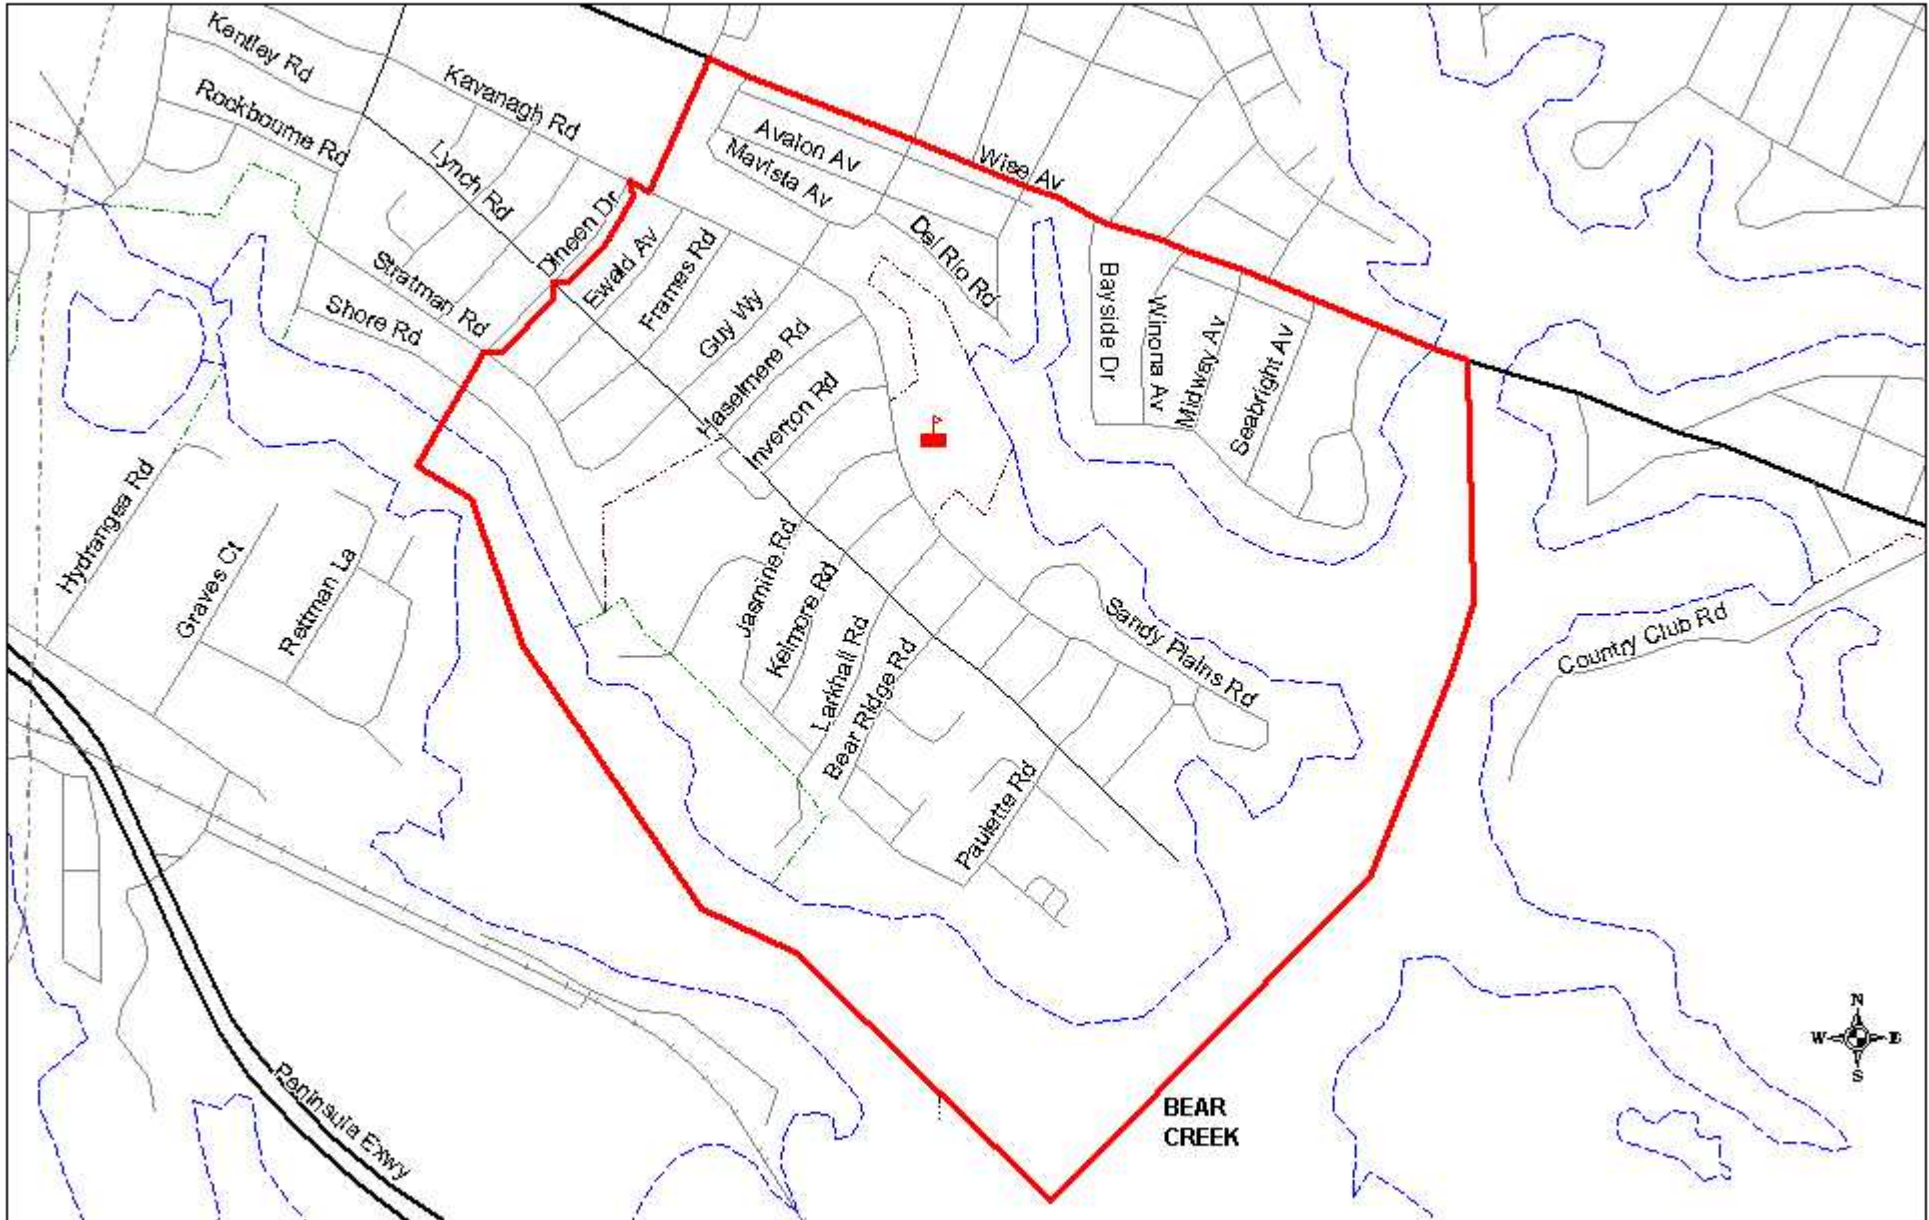 Kentley Rd
Kavanagh Rd
Rockbourne Rd
Lynch Rd
Avalon Av
Mavista Av
Wise Av
Dineen Dr
Ewald Av
Frames Rd
Del Rio Rd
Stratman Rd
Shore Rd
Guy Wy
Haselmere Rd
Inverton Rd
Bayside Dr
Winona Av
Midway Av
Seabright Av
Hydrangea Rd
Graves Ct
Rettman La
Jasmine Rd
Kelmore Rd
Larkhall Rd
Bear Ridge Rd
Sandy Plains Rd
Country Club Rd
Paulette Rd
Peninsula Exwy
BEAR
CREEK
N
W
E
S